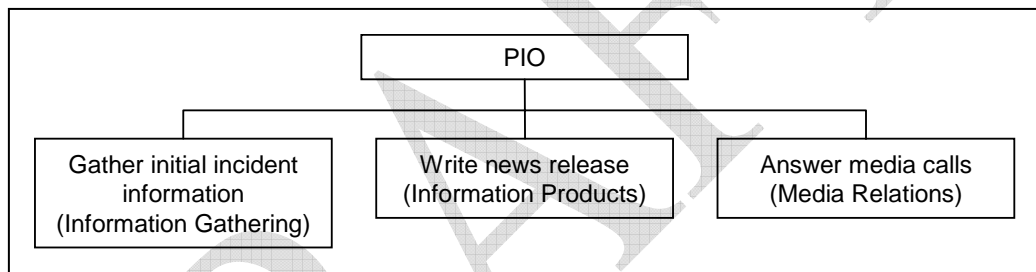 PIO
Gather initial incident
information
(Information Gathering)
Write news release
(Information Products)
Answer media calls
(Media Relations)